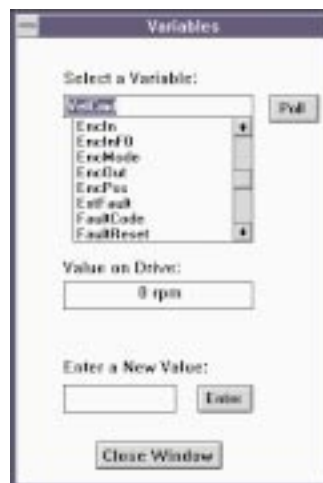 Variables
Select a Variable:
VelCmd
Poll
EncIn
EncInF0
EncMode
EncOut
EncPos
ExtFault
FaultCode
FaultReset
Value on Drive:
0 rpm
Enter a New Value:
Enter
Close Window